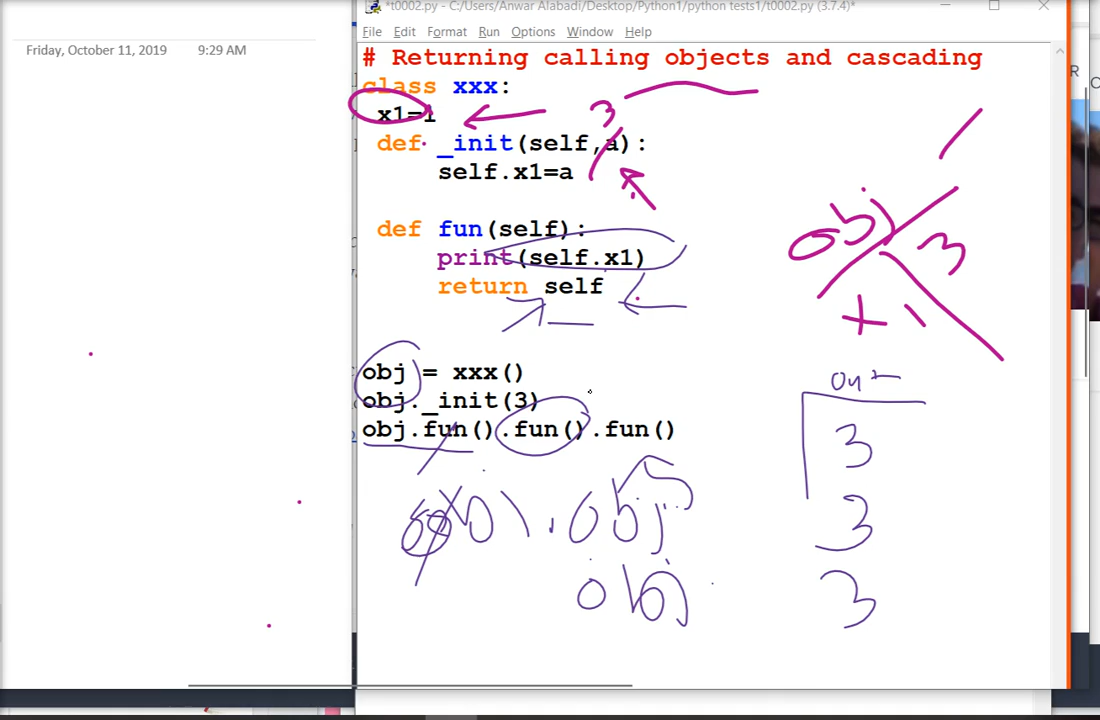 *t0002.py - C:/Users/Anwar Alabadi/Desktop/Python1/python tests1/t0002.py (3.7.4)*
Friday, October 11, 2019 9:29 AM
File Edit Format Run Options Window Help
# Returning calling objects and cascading
class xxx:
x1=1
def _init(self,a):
self.x1=a
3
def fun(self):
print(self.x1)
return self
obj = xxx()
obj._init(3)
obj.fun().fun().fun()
obj
3
out
3
3
3
obj
obj
R
C